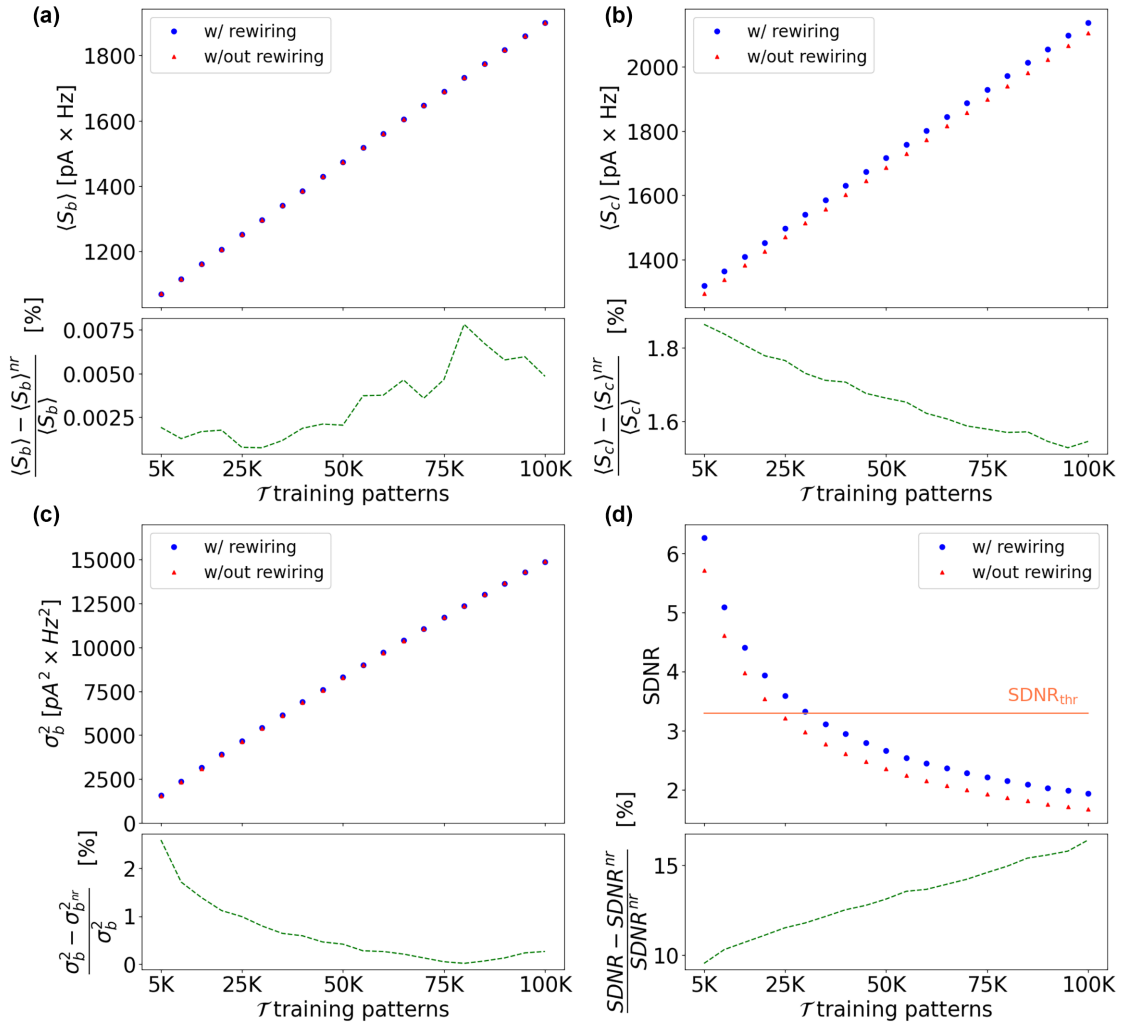 (a)
w/ rewiring
w/out rewiring
⟨S_b⟩ [pA × Hz]
1800
1600
1400
1200
⟨S_b⟩ − ⟨S_b⟩^{nr}
⟨S_b⟩
[%]
0.0075
0.0050
0.0025
5K 25K 50K 75K 100K
𝒯 training patterns
(b)
w/ rewiring
w/out rewiring
⟨S_c⟩ [pA × Hz]
2000
1800
1600
1400
⟨S_c⟩ − ⟨S_c⟩^{nr}
⟨S_c⟩
[%]
1.8
1.6
5K 25K 50K 75K 100K
𝒯 training patterns
(c)
w/ rewiring
w/out rewiring
σ_b^2 [pA^2 × Hz^2]
15000
12500
10000
7500
5000
2500
0
σ_b^2 − σ_{b^{nr}}^2
σ_b^2
[%]
2
1
0
5K 25K 50K 75K 100K
𝒯 training patterns
(d)
w/ rewiring
w/out rewiring
SDNR
6
5
4
3
2
SDNR_thr
SDNR − SDNR^{nr}
SDNR^{nr}
[%]
15
10
5K 25K 50K 75K 100K
𝒯 training patterns